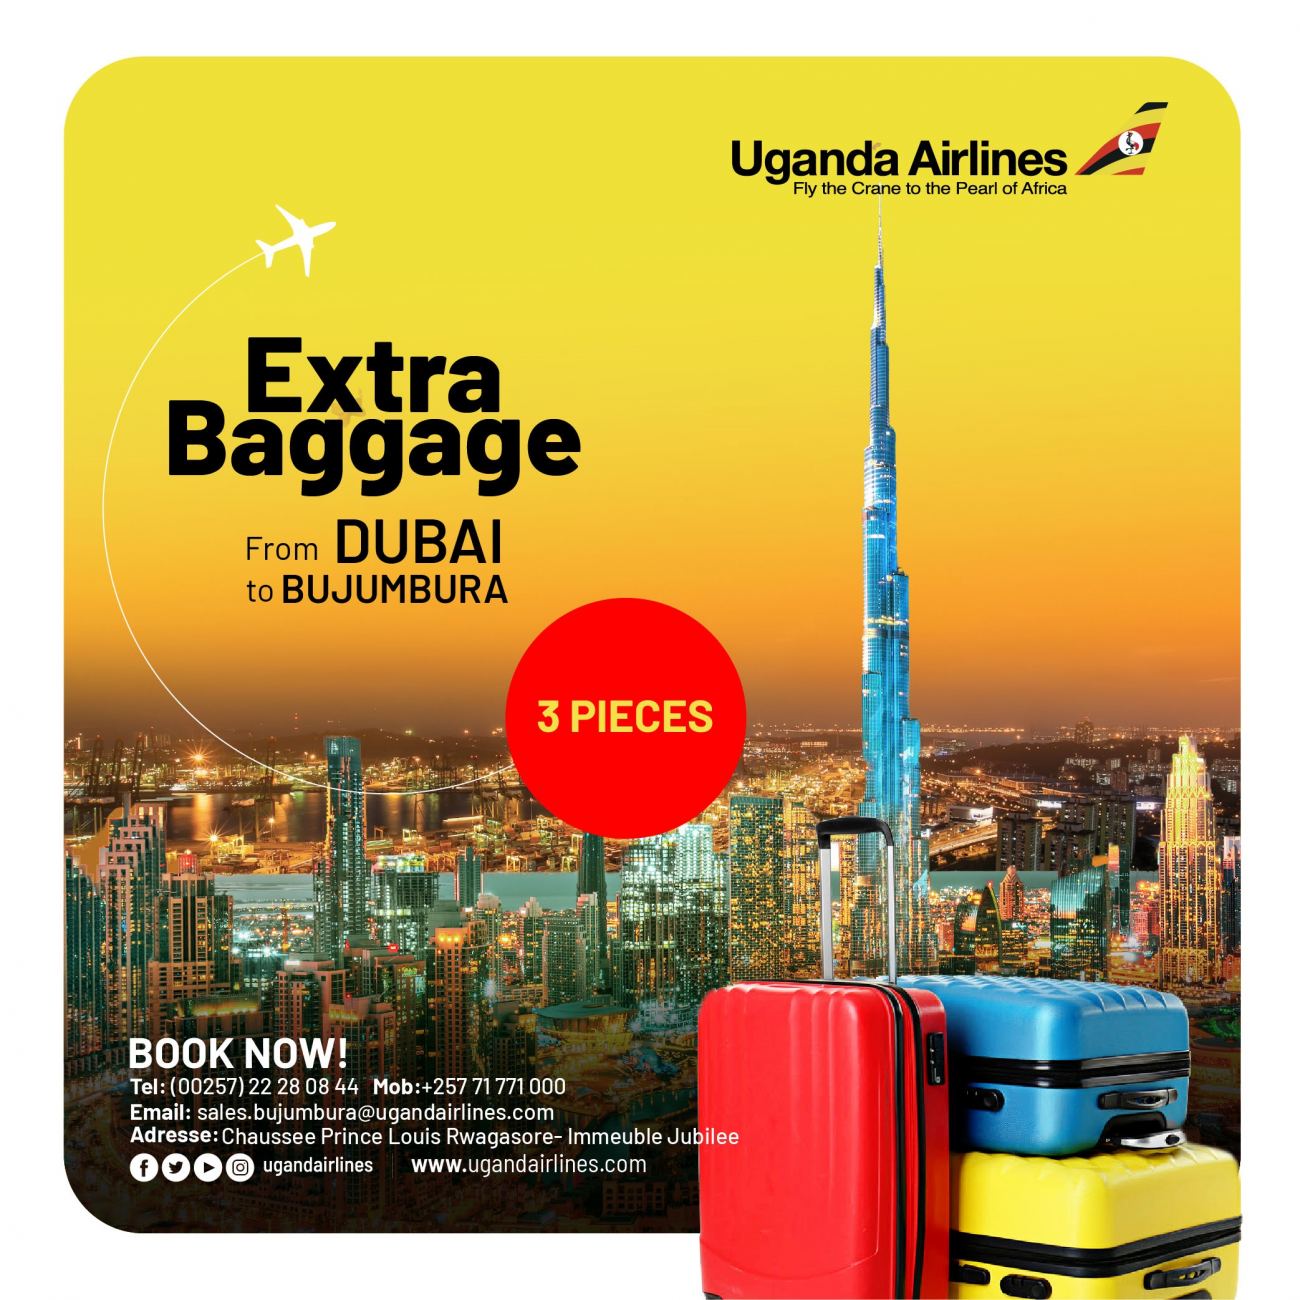 Uganda Airlines
Fly the Crane to the Pearl of Africa
Extra
Baggage
From DUBAI
to BUJUMBURA
3 PIECES
BOOK NOW!
Tel: (00257) 22 28 08 44 Mob:+257 71 771 000
Email: sales.bujumbura@ugandairlines.com
Adresse: Chaussee Prince Louis Rwagasore- Immeuble Jubilee
ugandairlines www.ugandairlines.com